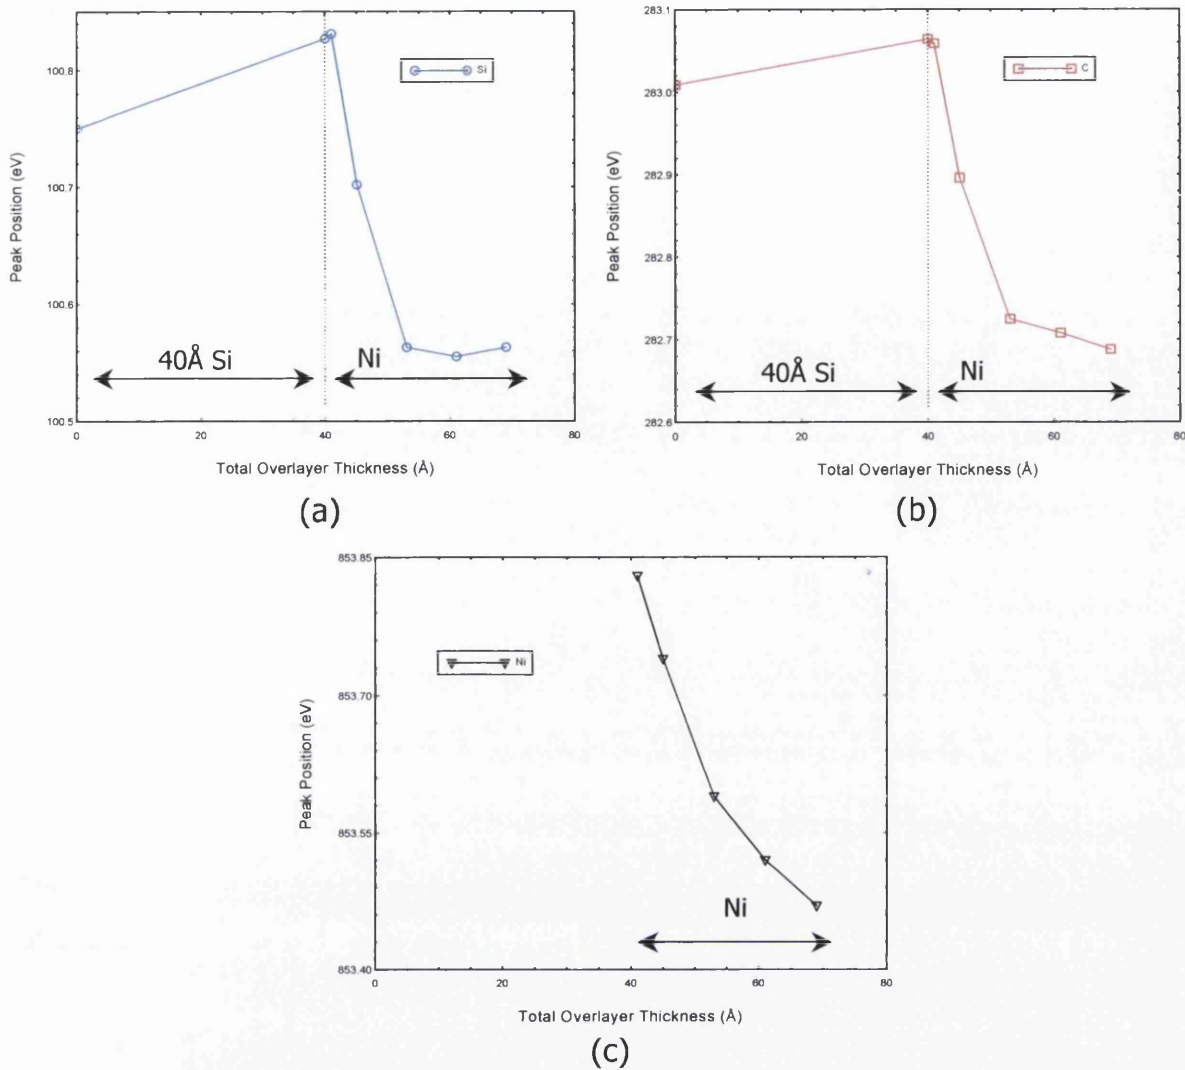 100.8
100.7
100.6
100.5
Peak Position (eV)
Si
40Å Si
Ni
0
20
40
60
80
Total Overlayer Thickness (Å)
(a)
283.1
283.0
282.9
282.8
282.7
282.6
Peak Position (eV)
C
40Å Si
Ni
0
20
40
60
80
Total Overlayer Thickness (Å)
(b)
853.85
853.70
853.55
853.40
Peak Position (eV)
Ni
Ni
0
20
40
60
80
Total Overlayer Thickness (Å)
(c)